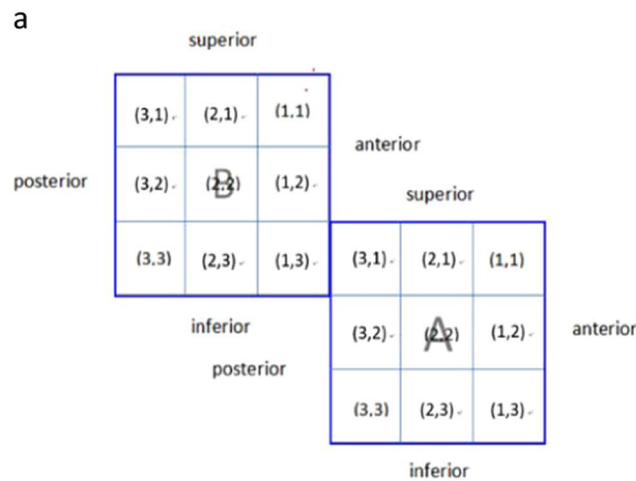 a
superior
(3,1) (2,1) (1,1)
anterior
posterior (3,2) (2,2) B (1,2)
superior
(3,3) (2,3) (1,3) (3,1) (2,1) (1,1)
inferior
(3,2) (2,2) A (1,2) anterior
posterior
(3,3) (2,3) (1,3)
inferior